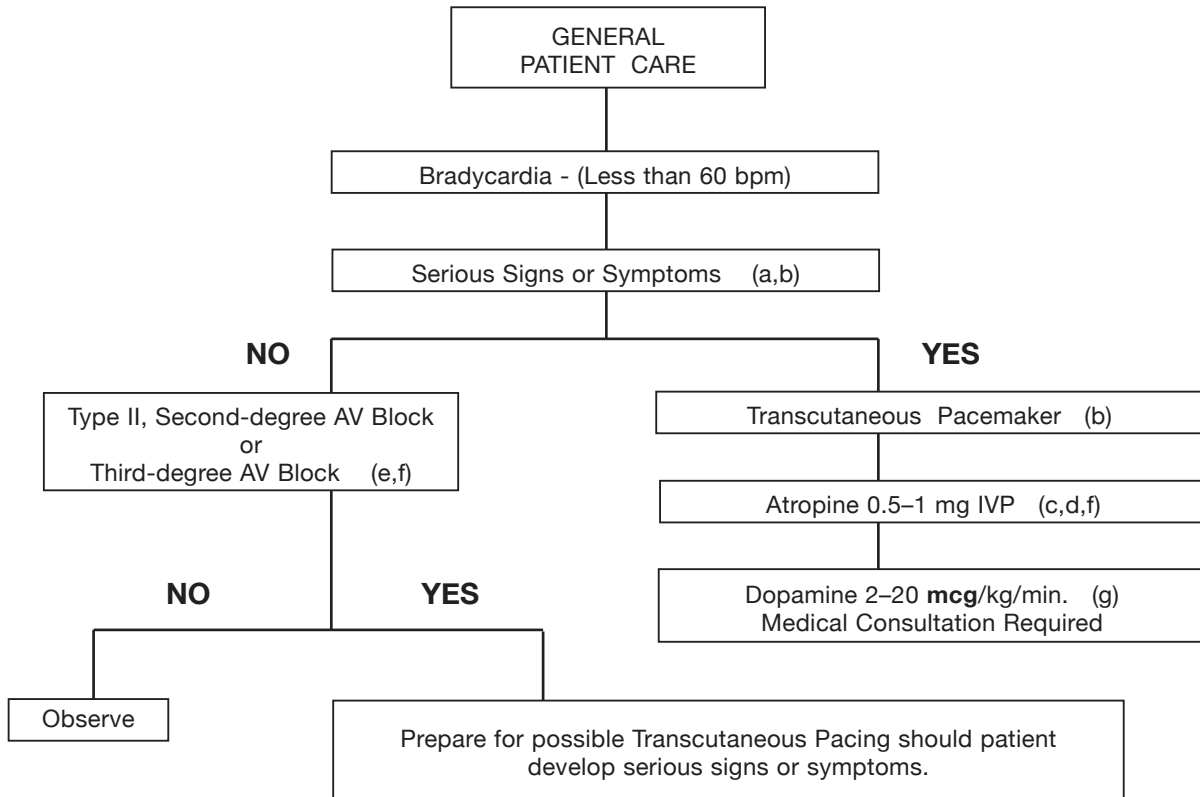 GENERAL
PATIENT CARE
Bradycardia - (Less than 60 bpm)
Serious Signs or Symptoms (a,b)
NO
YES
Type II, Second-degree AV Block
or
Third-degree AV Block (e,f)
Transcutaneous Pacemaker (b)
Atropine 0.5–1 mg IVP (c,d,f)
Dopamine 2–20 mcg/kg/min. (g)
Medical Consultation Required
NO
YES
Observe
Prepare for possible Transcutaneous Pacing should patient
develop serious signs or symptoms.